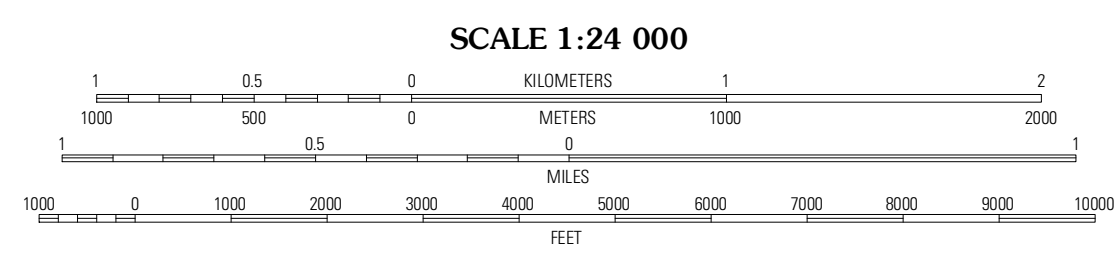 SCALE 1:24 000
1 0.5 0 KILOMETERS 1 2
1000 500 0 METERS 1000 2000
1 0.5 0 1
MILES
1000 0 1000 2000 3000 4000 5000 6000 7000 8000 9000 10000
FEET